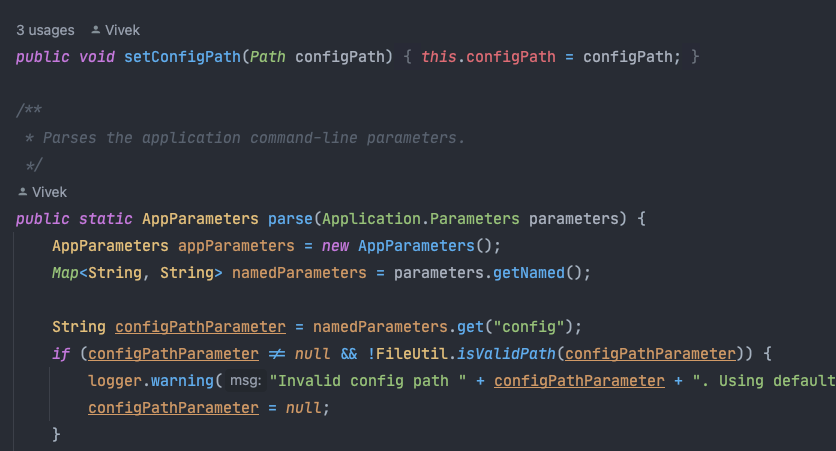 3 usages Vivek
public void setConfigPath(Path configPath) { this.configPath = configPath; }
/**
* Parses the application command-line parameters.
*/
Vivek
public static AppParameters parse(Application.Parameters parameters) {
AppParameters appParameters = new AppParameters();
Map<String, String> namedParameters = parameters.getNamed();
String configPathParameter = namedParameters.get("config");
if (configPathParameter ≠ null && !FileUtil.isValidPath(configPathParameter)) {
logger.warning( msg: "Invalid config path " + configPathParameter + ". Using default
configPathParameter = null;
}